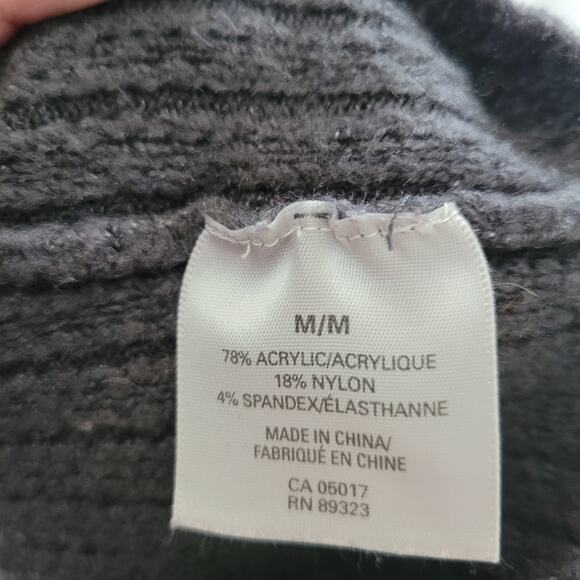 M/M
78% ACRYLIC/ACRYLIQUE
18% NYLON
4% SPANDEX/ÉLASTHANNE
MADE IN CHINA/
FABRIQUÉ EN CHINE
CA 05017
RN 89323